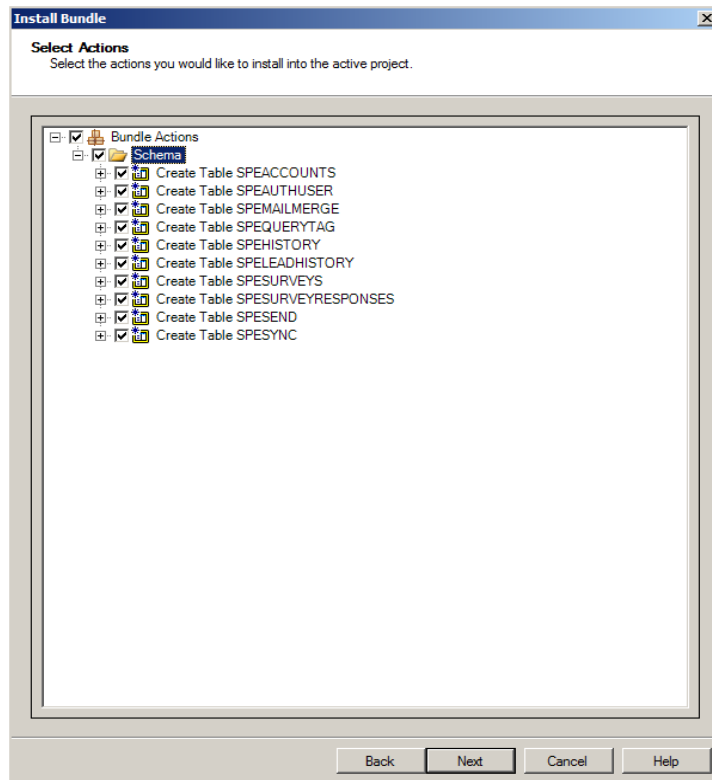 Install Bundle
Select Actions
Select the actions you would like to install into the active project.
Bundle Actions
Schema
Create Table SPEACCOUNTS
Create Table SPEAUTHUSER
Create Table SPEMAILMERGE
Create Table SPEQUERYTAG
Create Table SPEHISTORY
Create Table SPELEADHISTORY
Create Table SPESURVEYS
Create Table SPESURVEYRESPONSES
Create Table SPESEND
Create Table SPESYNC
Back Next Cancel Help